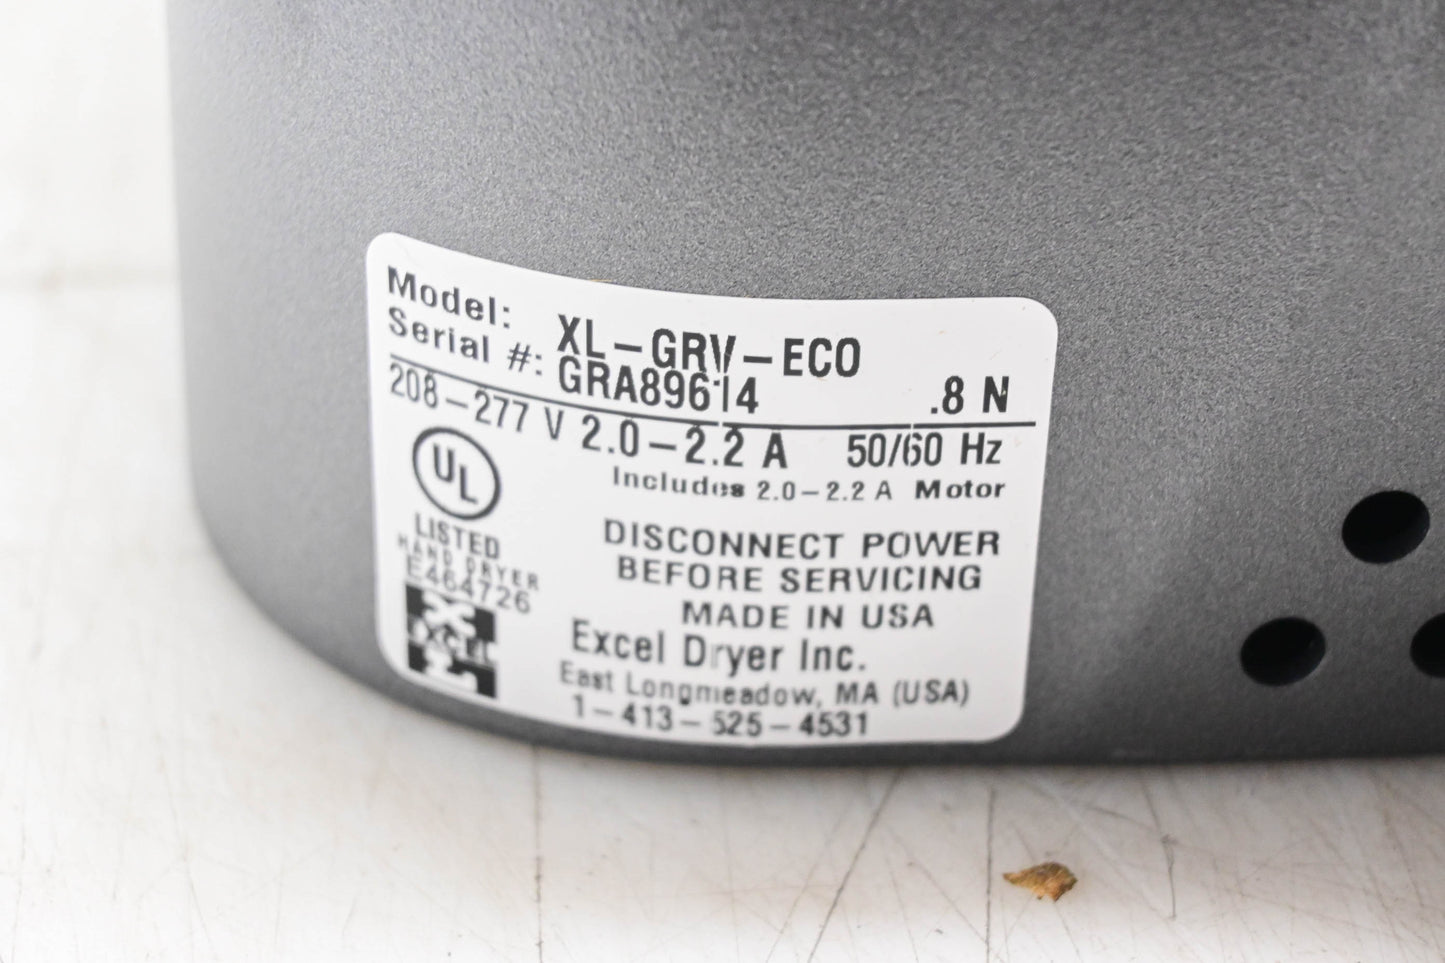 Model: XL-GRV-ECO
Serial #: GRA89614 .8 N
208-277 V 2.0-2.2 A 50/60 Hz
Includes 2.0-2.2 A Motor
UL
LISTED
HAND DRYER
E464726
EXCEL
DISCONNECT POWER
BEFORE SERVICING
MADE IN USA
Excel Dryer Inc.
East Longmeadow, MA (USA)
1-413-525-4531